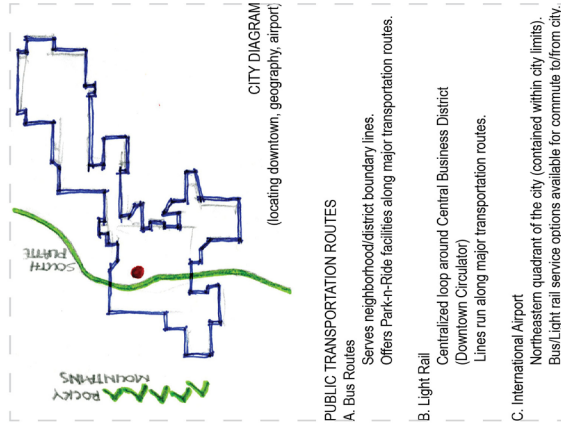 SOUTH
PLATTE
ROCKY
MOUNTAINS
CITY DIAGRAM
(locating downtown, geography, airport)
PUBLIC TRANSPORTATION ROUTES
A. Bus Routes
Serves neighborhood/district boundary lines.
Offers Park-n-Ride facilities along major transportation routes.
B. Light Rail
Centralized loop around Central Business District
(Downtown Circulator)
Lines run along major transportation routes.
C. International Airport
Northeastern quadrant of the city (contained within city limits).
Bus/Light rail service options available for commute to/from city.